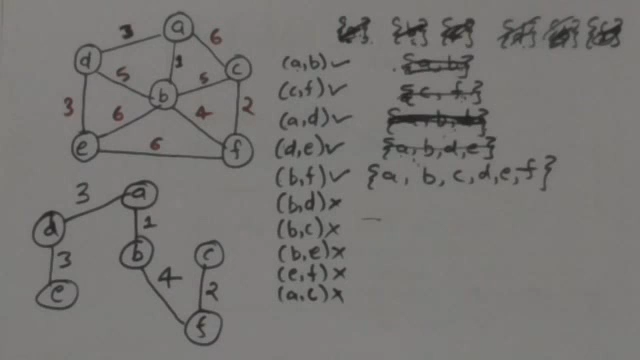 a
3
6
d
1
c
5
5
b
3
6
4
2
e
6
f
(a,b) ✓ {a,b}
(c,f) ✓ {c, f}
(a,d) ✓
(d,e) ✓ {a,b,d,e}
(b,f) ✓ {a, b, c, d, e, f}
(b,d) ×
(b,c) ×
(b,e) ×
(e,f) ×
(a,c) ×
3
a
d
1
b
c
3
4
2
e
f